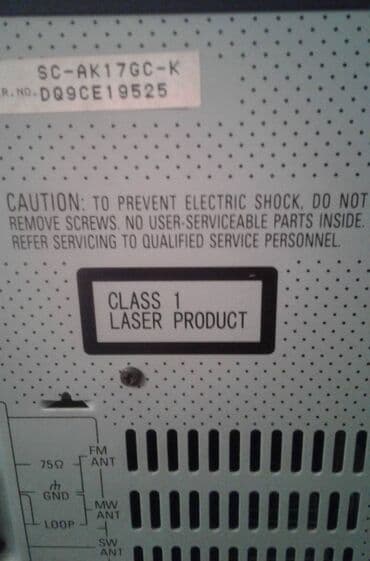 SC-AK17GC-K
R.NO.DQ9CE19525
CAUTION: TO PREVENT ELECTRIC SHOCK, DO NOT
REMOVE SCREWS. NO USER-SERVICEABLE PARTS INSIDE.
REFER SERVICING TO QUALIFIED SERVICE PERSONNEL.
CLASS 1
LASER PRODUCT
FM
ANT
75Ω
GND
MW
ANT
LOOP
SW
ANT